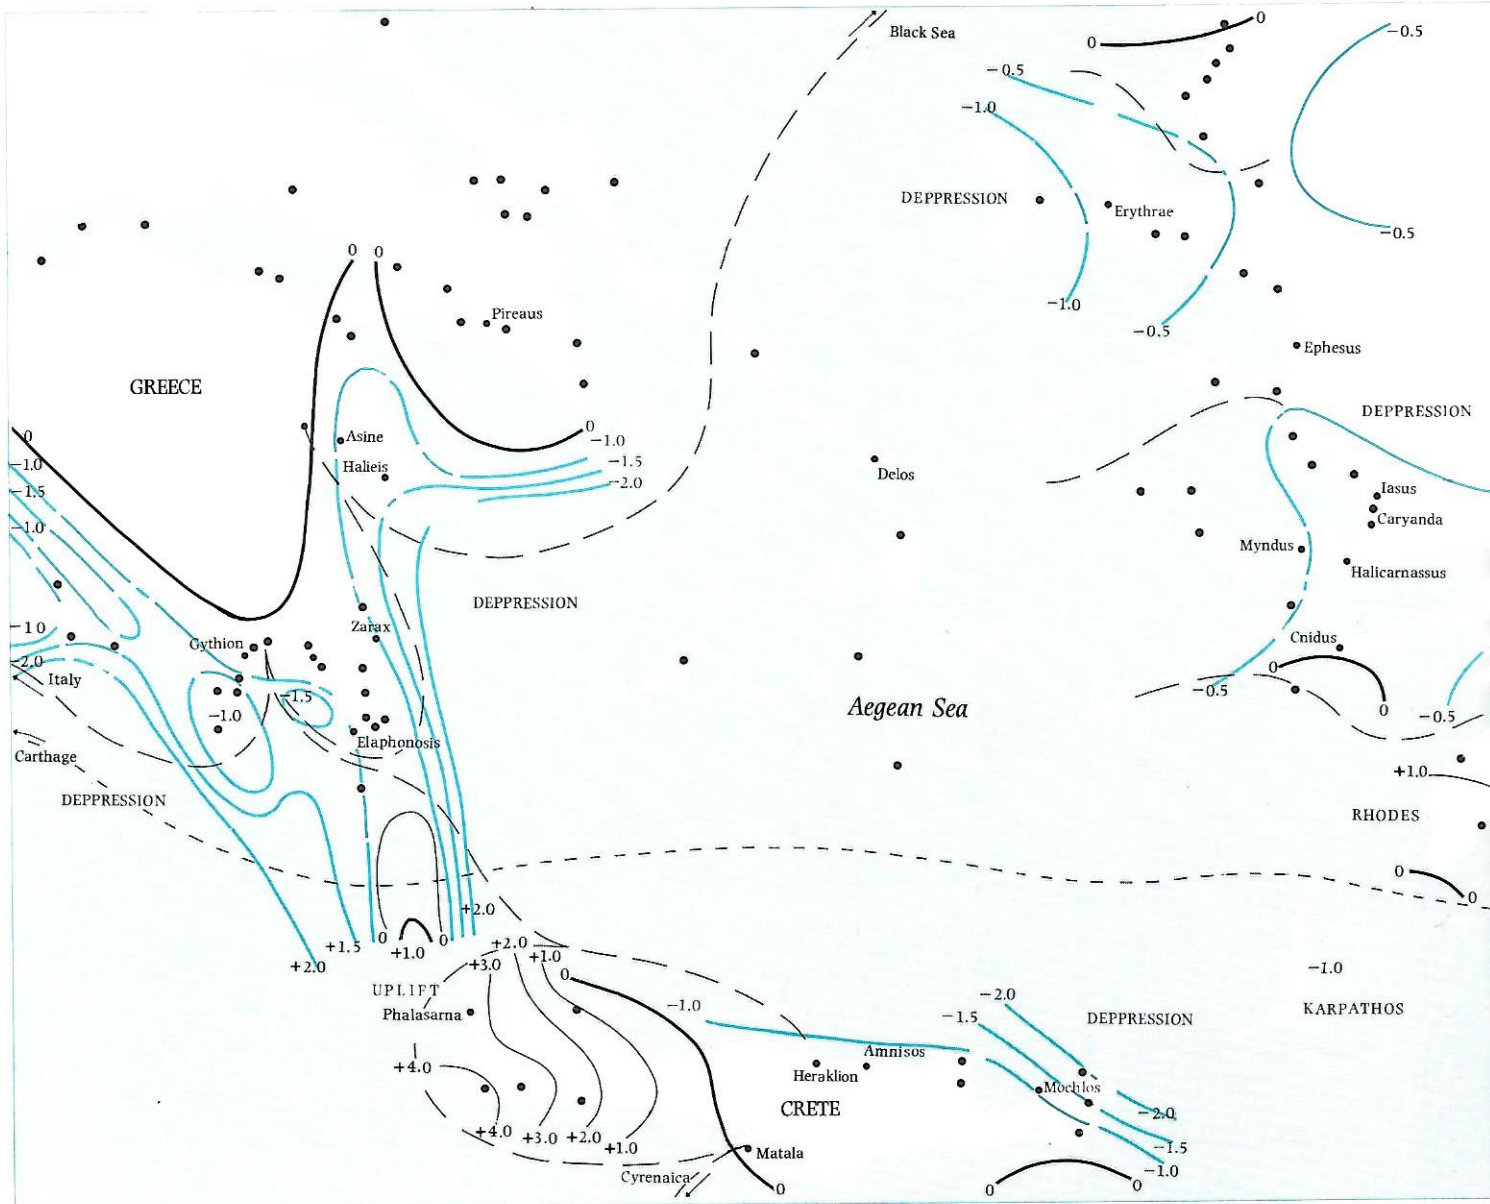 0
Black Sea
0
−0.5
−0.5
−1.0
DEPPRESSION
Erythrae
−0.5
0 0
−1.0
Pireaus
−0.5
Ephesus
GREECE
DEPPRESSION
0
0
−1.0
Asine
−1.0
−1.5
Halieis
Delos
−1.5
−2.0
Iasus
−1.0
Caryanda
Myndus
Halicarnassus
DEPPRESSION
−1.0
Zarax
Cnidus
Gythion
−2.0
0
Italy
−1.5
−0.5
Aegean Sea
0
−0.5
−1.0
Elaphonosis
Carthage
+1.0
DEPPRESSION
RHODES
0
0
+2.0
0
0
+1.5
+1.0
+2.0
+1.0
+2.0
+3.0
0
−1.0
UPLIFT
−2.0
−1.0
KARPATHOS
Phalasarna
−1.5
DEPPRESSION
Amnisos
+4.0
Heraklion
Mochlos
CRETE
−2.0
+4.0
+3.0
+2.0
+1.0
−1.5
Matala
−1.0
Cyrenaica
0
0
0